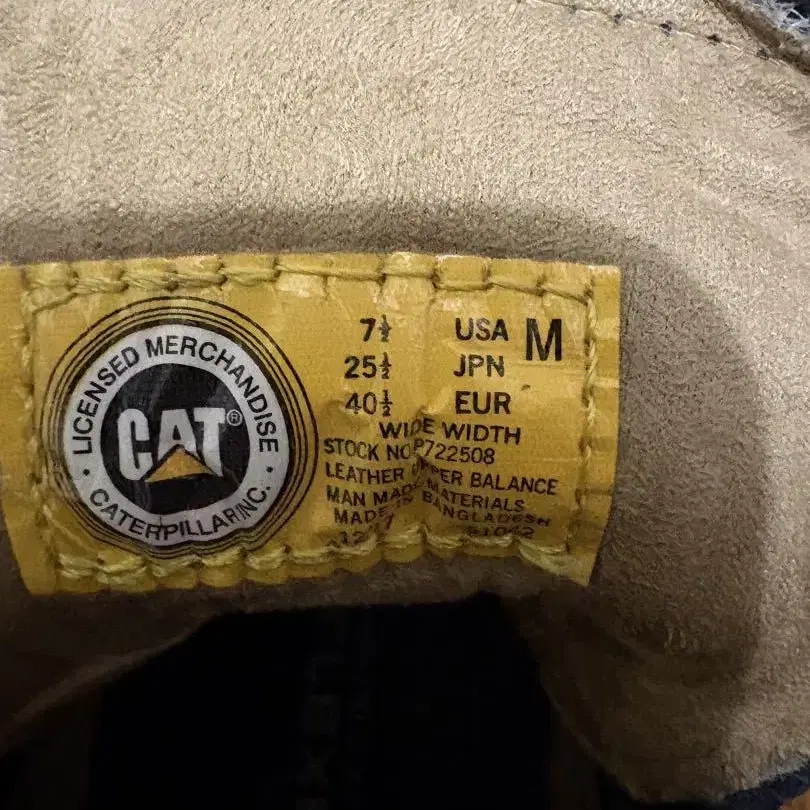 LICENSED MERCHANDISE
CAT®
CATERPILLAR INC.
7½ USA M
25½ JPN
40½ EUR
WIDE WIDTH
STOCK NO P722508
LEATHER UPPER BALANCE
MAN MADE MATERIALS
MADE IN BANGLADESH